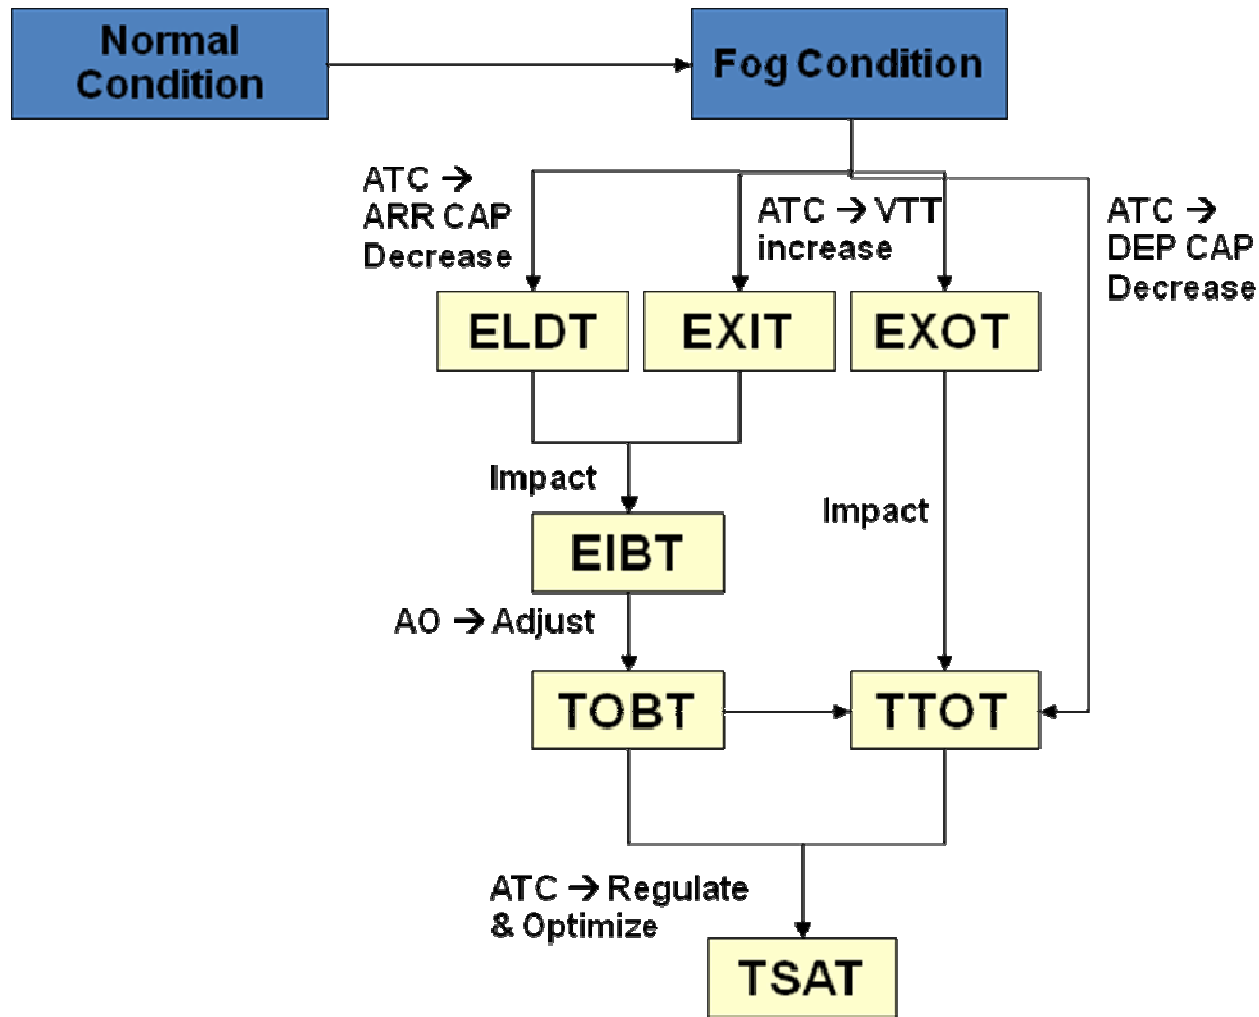 Normal
Condition
Fog Condition
ATC →
ARR CAP
Decrease
ATC → VTT
increase
ATC →
DEP CAP
Decrease
ELDT
EXIT
EXOT
Impact
Impact
EIBT
AO → Adjust
TOBT
TTOT
ATC → Regulate
& Optimize
TSAT